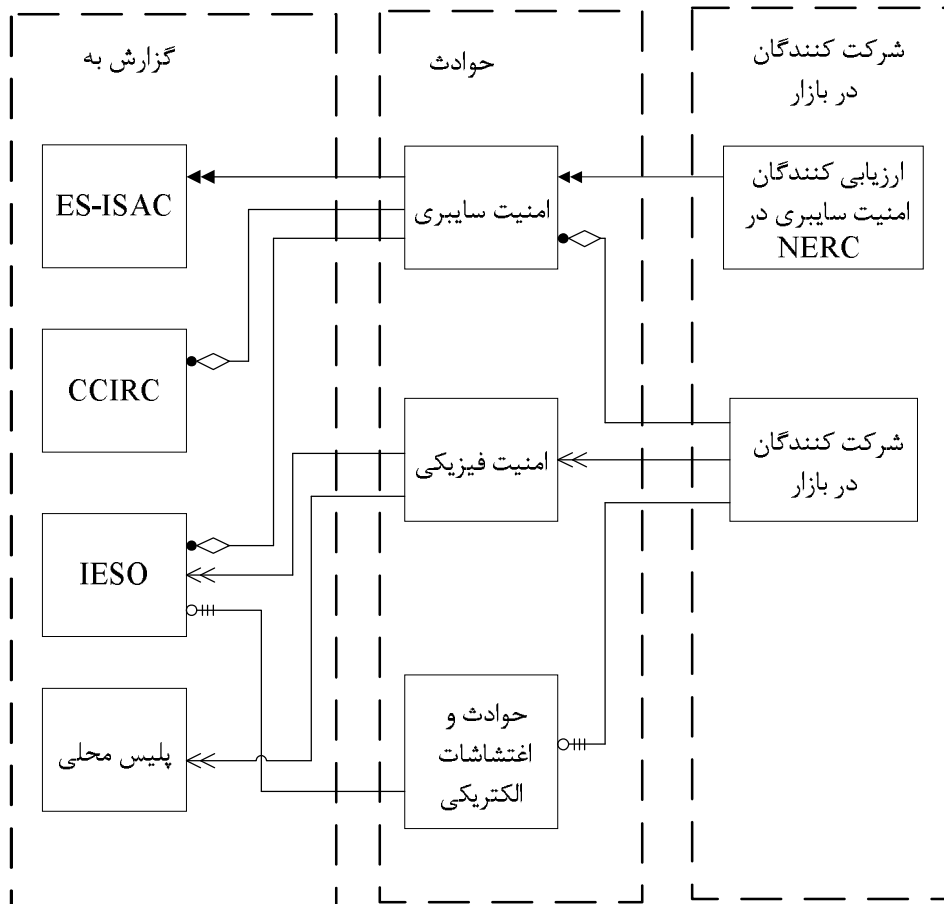 شرکت کنندگان
در بازار
ارزیابی کنندگان
امنیت سایبری در
NERC
شرکت کنندگان
در بازار
حوادث
امنیت سایبری
امنیت فیزیکی
حوادث و
اغتشاشات
الکتریکی
گزارش به
ES-ISAC
CCIRC
IESO
پلیس محلی